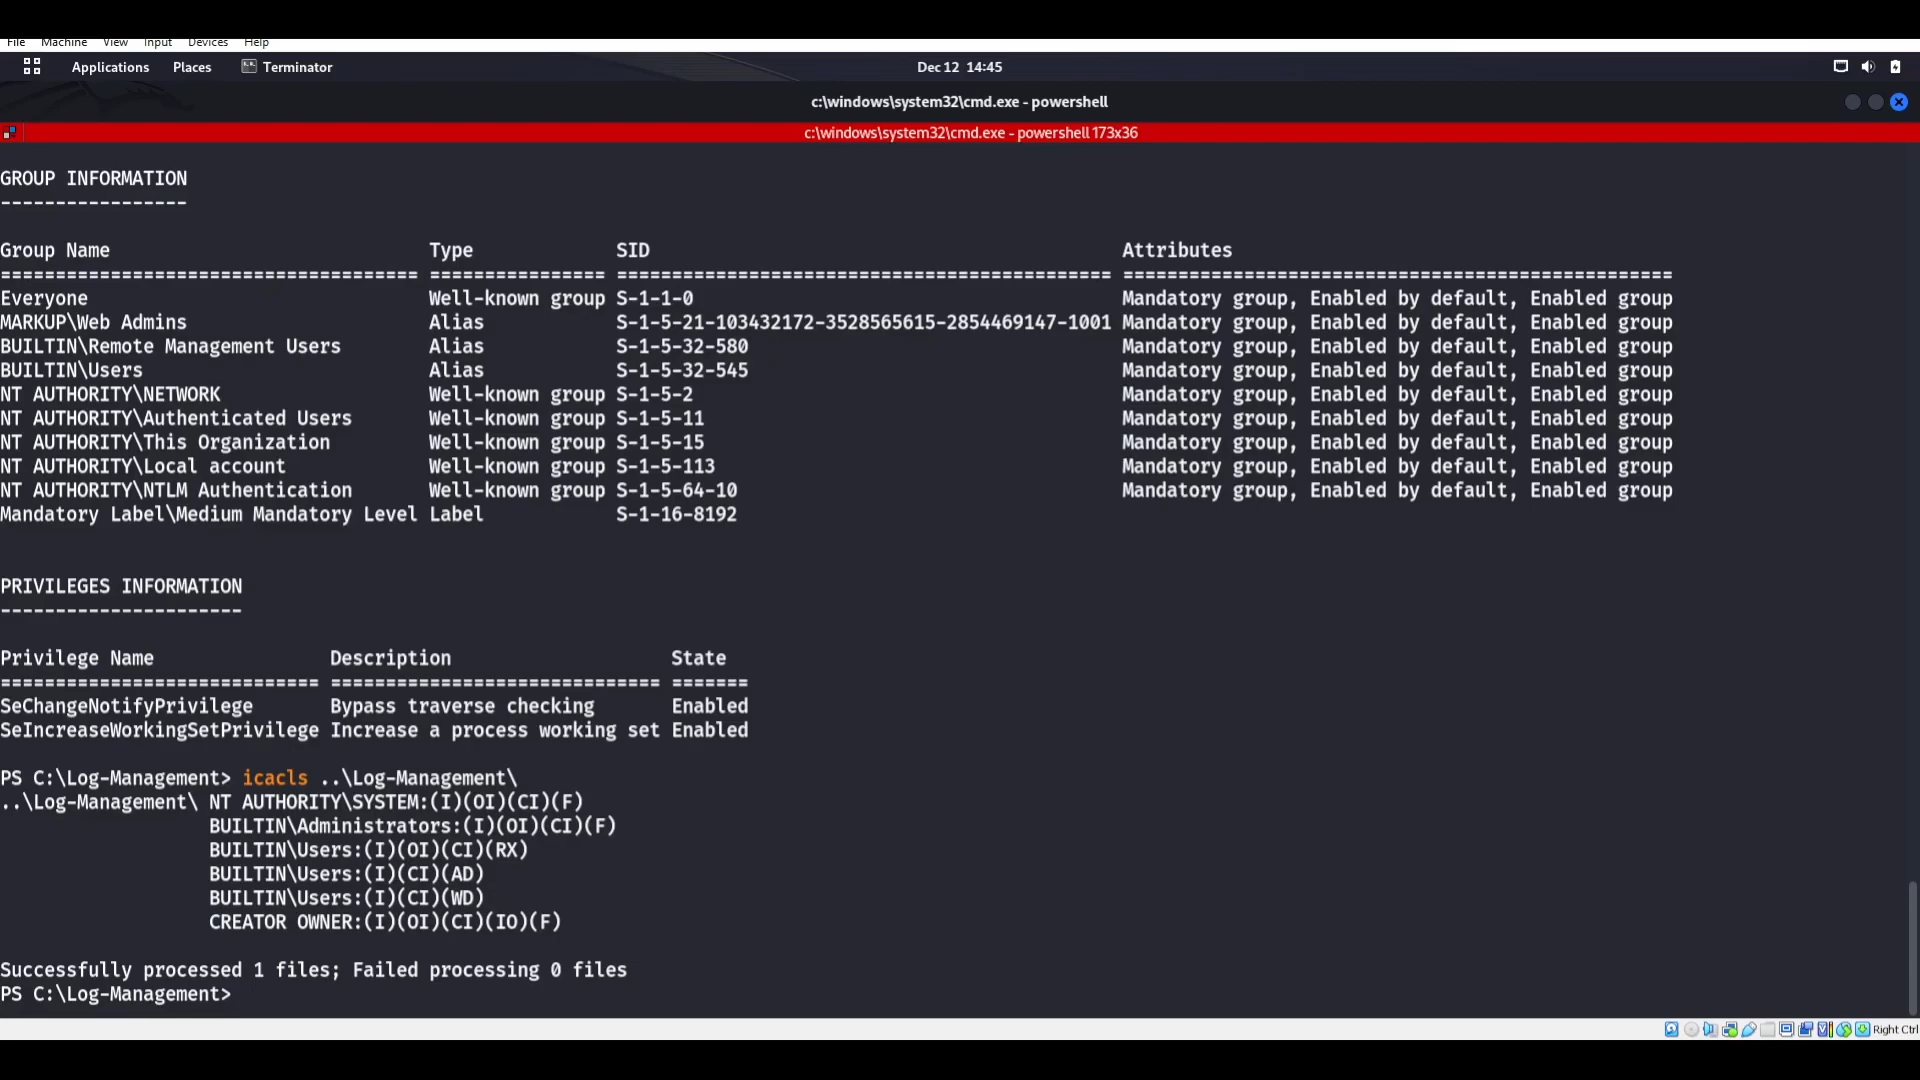 File Machine View Input Devices Help
Applications Places Terminator Dec 12 14:45
c:\windows\system32\cmd.exe - powershell
c:\windows\system32\cmd.exe - powershell 173x36
GROUP INFORMATION
-----------------
Group Name Type SID Attributes
====================================== ================ ============================================= ==================================================
Everyone Well-known group S-1-1-0 Mandatory group, Enabled by default, Enabled group
MARKUP\Web Admins Alias S-1-5-21-103432172-3528565615-2854469147-1001 Mandatory group, Enabled by default, Enabled group
BUILTIN\Remote Management Users Alias S-1-5-32-580 Mandatory group, Enabled by default, Enabled group
BUILTIN\Users Alias S-1-5-32-545 Mandatory group, Enabled by default, Enabled group
NT AUTHORITY\NETWORK Well-known group S-1-5-2 Mandatory group, Enabled by default, Enabled group
NT AUTHORITY\Authenticated Users Well-known group S-1-5-11 Mandatory group, Enabled by default, Enabled group
NT AUTHORITY\This Organization Well-known group S-1-5-15 Mandatory group, Enabled by default, Enabled group
NT AUTHORITY\Local account Well-known group S-1-5-113 Mandatory group, Enabled by default, Enabled group
NT AUTHORITY\NTLM Authentication Well-known group S-1-5-64-10 Mandatory group, Enabled by default, Enabled group
Mandatory Label\Medium Mandatory Level Label S-1-16-8192
PRIVILEGES INFORMATION
----------------------
Privilege Name Description State
============================= ============================== =======
SeChangeNotifyPrivilege Bypass traverse checking Enabled
SeIncreaseWorkingSetPrivilege Increase a process working set Enabled
PS C:\Log-Management> icacls ..\Log-Management\
..\Log-Management\ NT AUTHORITY\SYSTEM:(I)(OI)(CI)(F)
BUILTIN\Administrators:(I)(OI)(CI)(F)
BUILTIN\Users:(I)(OI)(CI)(RX)
BUILTIN\Users:(I)(CI)(AD)
BUILTIN\Users:(I)(CI)(WD)
CREATOR OWNER:(I)(OI)(CI)(IO)(F)
Successfully processed 1 files; Failed processing 0 files
PS C:\Log-Management>
Right Ctrl